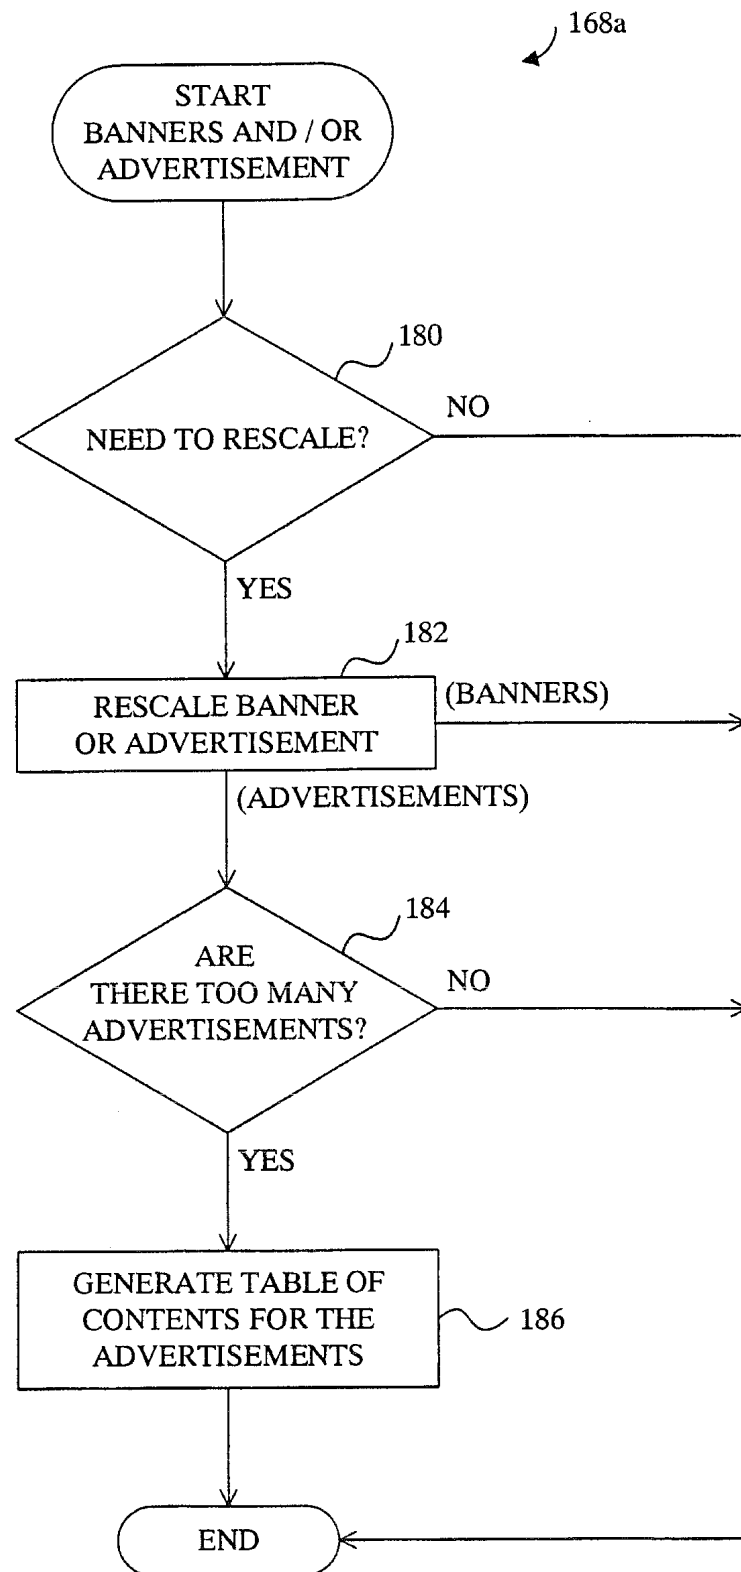 168a
START
BANNERS AND / OR
ADVERTISEMENT
180
NO
NEED TO RESCALE?
YES
182
(BANNERS)
RESCALE BANNER
OR ADVERTISEMENT
(ADVERTISEMENTS)
184
ARE
THERE TOO MANY
ADVERTISEMENTS?
NO
YES
GENERATE TABLE OF
CONTENTS FOR THE
ADVERTISEMENTS
186
END